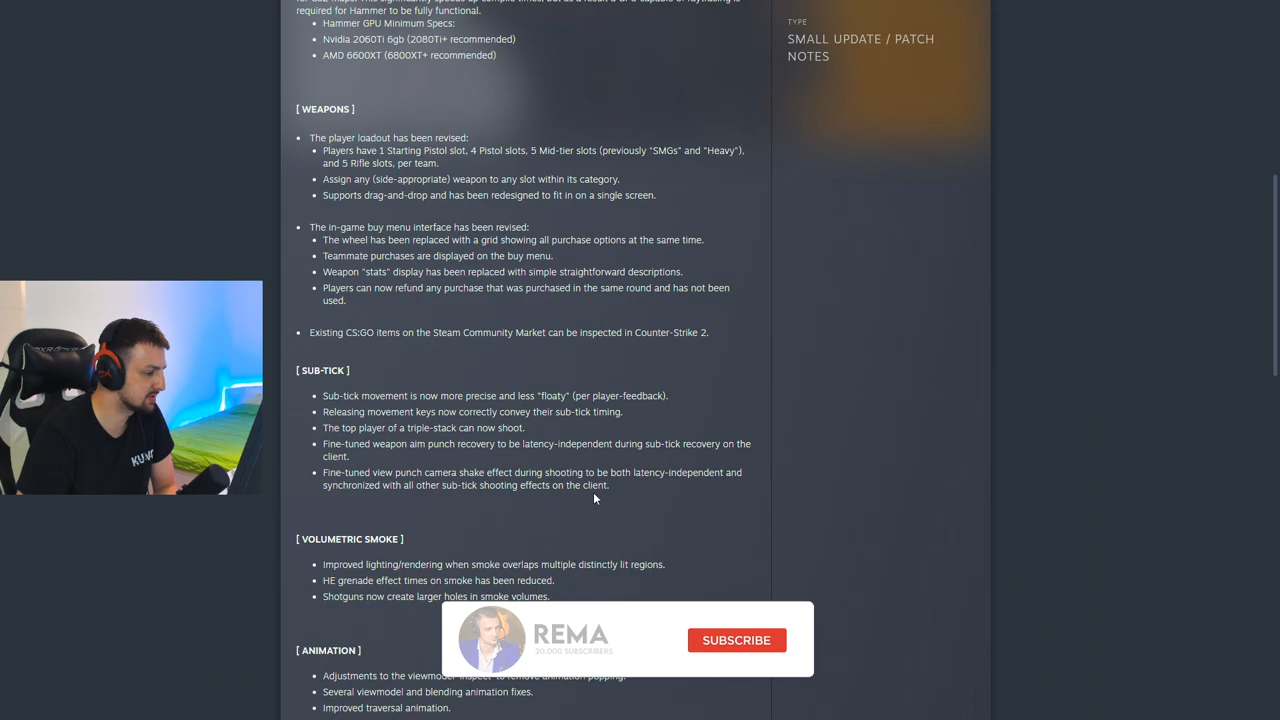 required for Hammer to be fully functional.
Hammer GPU Minimum Specs:
Nvidia 2060Ti 6gb (2080Ti+ recommended)
AMD 6600XT (6800XT+ recommended)
TYPE
SMALL UPDATE / PATCH
NOTES
[ WEAPONS ]
The player loadout has been revised:
Players have 1 Starting Pistol slot, 4 Pistol slots, 5 Mid-tier slots (previously "SMGs" and "Heavy"),
and 5 Rifle slots, per team.
Assign any (side-appropriate) weapon to any slot within its category.
Supports drag-and-drop and has been redesigned to fit in on a single screen.
The in-game buy menu interface has been revised:
The wheel has been replaced with a grid showing all purchase options at the same time.
Teammate purchases are displayed on the buy menu.
Weapon "stats" display has been replaced with simple straightforward descriptions.
Players can now refund any purchase that was purchased in the same round and has not been
used.
Existing CS:GO items on the Steam Community Market can be inspected in Counter-Strike 2.
[ SUB-TICK ]
Sub-tick movement is now more precise and less "floaty" (per player-feedback).
Releasing movement keys now correctly convey their sub-tick timing.
The top player of a triple-stack can now shoot.
Fine-tuned weapon aim punch recovery to be latency-independent during sub-tick recovery on the
client.
Fine-tuned view punch camera shake effect during shooting to be both latency-independent and
synchronized with all other sub-tick shooting effects on the client.
[ VOLUMETRIC SMOKE ]
Improved lighting/rendering when smoke overlaps multiple distinctly lit regions.
HE grenade effect times on smoke has been reduced.
Shotguns now create larger holes in smoke volumes.
REMA
20.000 SUBSCRIBERS
SUBSCRIBE
[ ANIMATION ]
Adjustments to the viewmodel "inspect" to remove animation popping.
Several viewmodel and blending animation fixes.
Improved traversal animation.